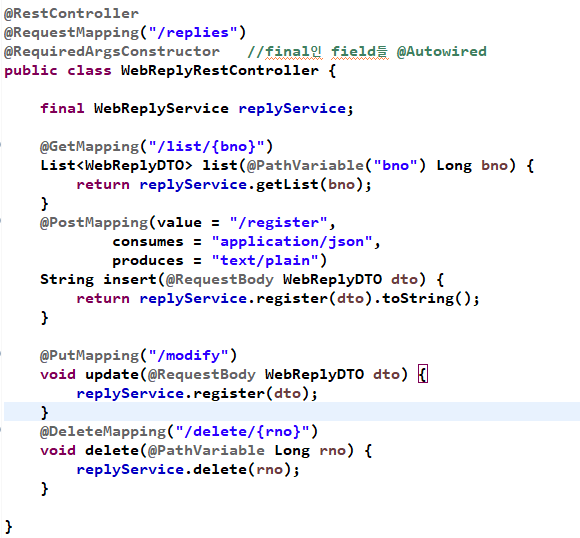 @RestController
@RequestMapping("/replies")
@RequiredArgsConstructor   //final인 field들 @Autowired
public class WebReplyRestController {
    final WebReplyService replyService;
    @GetMapping("/list/{bno}")
    List<WebReplyDTO> list(@PathVariable("bno") Long bno) {
        return replyService.getList(bno);
    }
    @PostMapping(value = "/register",
            consumes = "application/json",
            produces = "text/plain")
    String insert(@RequestBody WebReplyDTO dto) {
        return replyService.register(dto).toString();
    }
    @PutMapping("/modify")
    void update(@RequestBody WebReplyDTO dto) {
        replyService.register(dto);
    }
    @DeleteMapping("/delete/{rno}")
    void delete(@PathVariable Long rno) {
        replyService.delete(rno);
    }
}